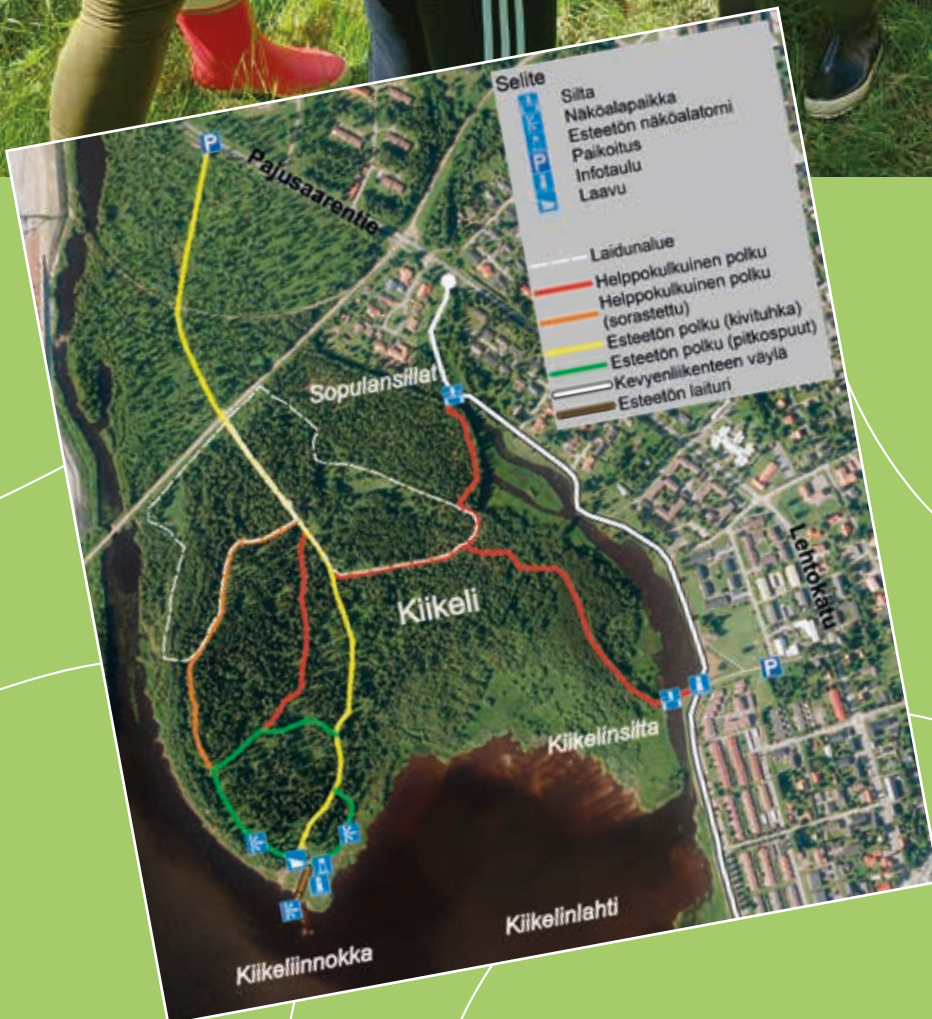 Selite
Silta
Näköalapaikka
Esteetön näköalatorni
P Paikoitus
Infotaulu
Laavu
Laidunalue
Helppokulkuinen polku
Helppokulkuinen polku
(sorastettu)
Esteetön polku (kivituhka)
Esteetön polku (pitkospuut)
Kevyenliikenteen väylä
Esteetön laituri
P
Pajusaarentie
Sopulansillat
Lehtokatu
Kiikeli
P
Kiikelinsilta
Kiikelinlahti
Kiikeliinnokka